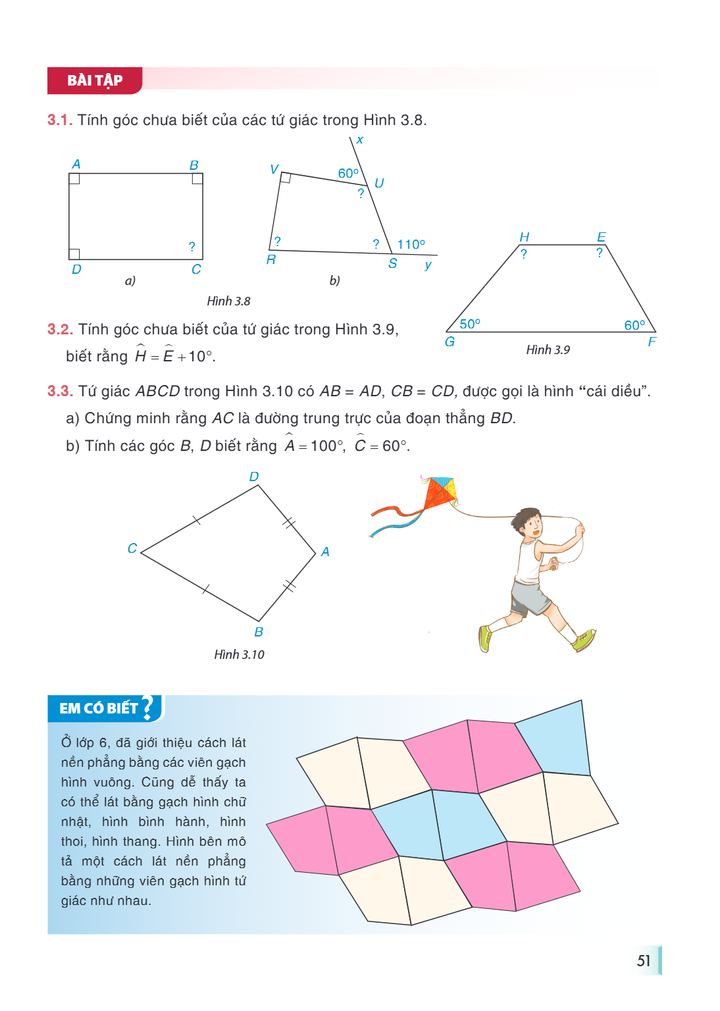 BÀI TẬP
3.1. Tính góc chưa biết của các tứ giác trong Hình 3.8.
A
B
D
C
?
a)
x
V
60º
U
?
?
?
110º
R
S
y
b)
Hình 3.8
H
E
?
?
50º
60º
G
F
Hình 3.9
3.2. Tính góc chưa biết của tứ giác trong Hình 3.9,
biết rằng Ĥ = Ê + 10°.
3.3. Tứ giác ABCD trong Hình 3.10 có AB = AD, CB = CD, được gọi là hình “cái diều”.
a) Chứng minh rằng AC là đường trung trực của đoạn thẳng BD.
b) Tính các góc B, D biết rằng Â = 100°, Ĉ = 60°.
D
C
A
B
Hình 3.10
EM CÓ BIẾT?
Ở lớp 6, đã giới thiệu cách lát
nền phẳng bằng các viên gạch
hình vuông. Cũng dễ thấy ta
có thể lát bằng gạch hình chữ
nhật, hình bình hành, hình
thoi, hình thang. Hình bên mô
tả một cách lát nền phẳng
bằng những viên gạch hình tứ
giác như nhau.
51